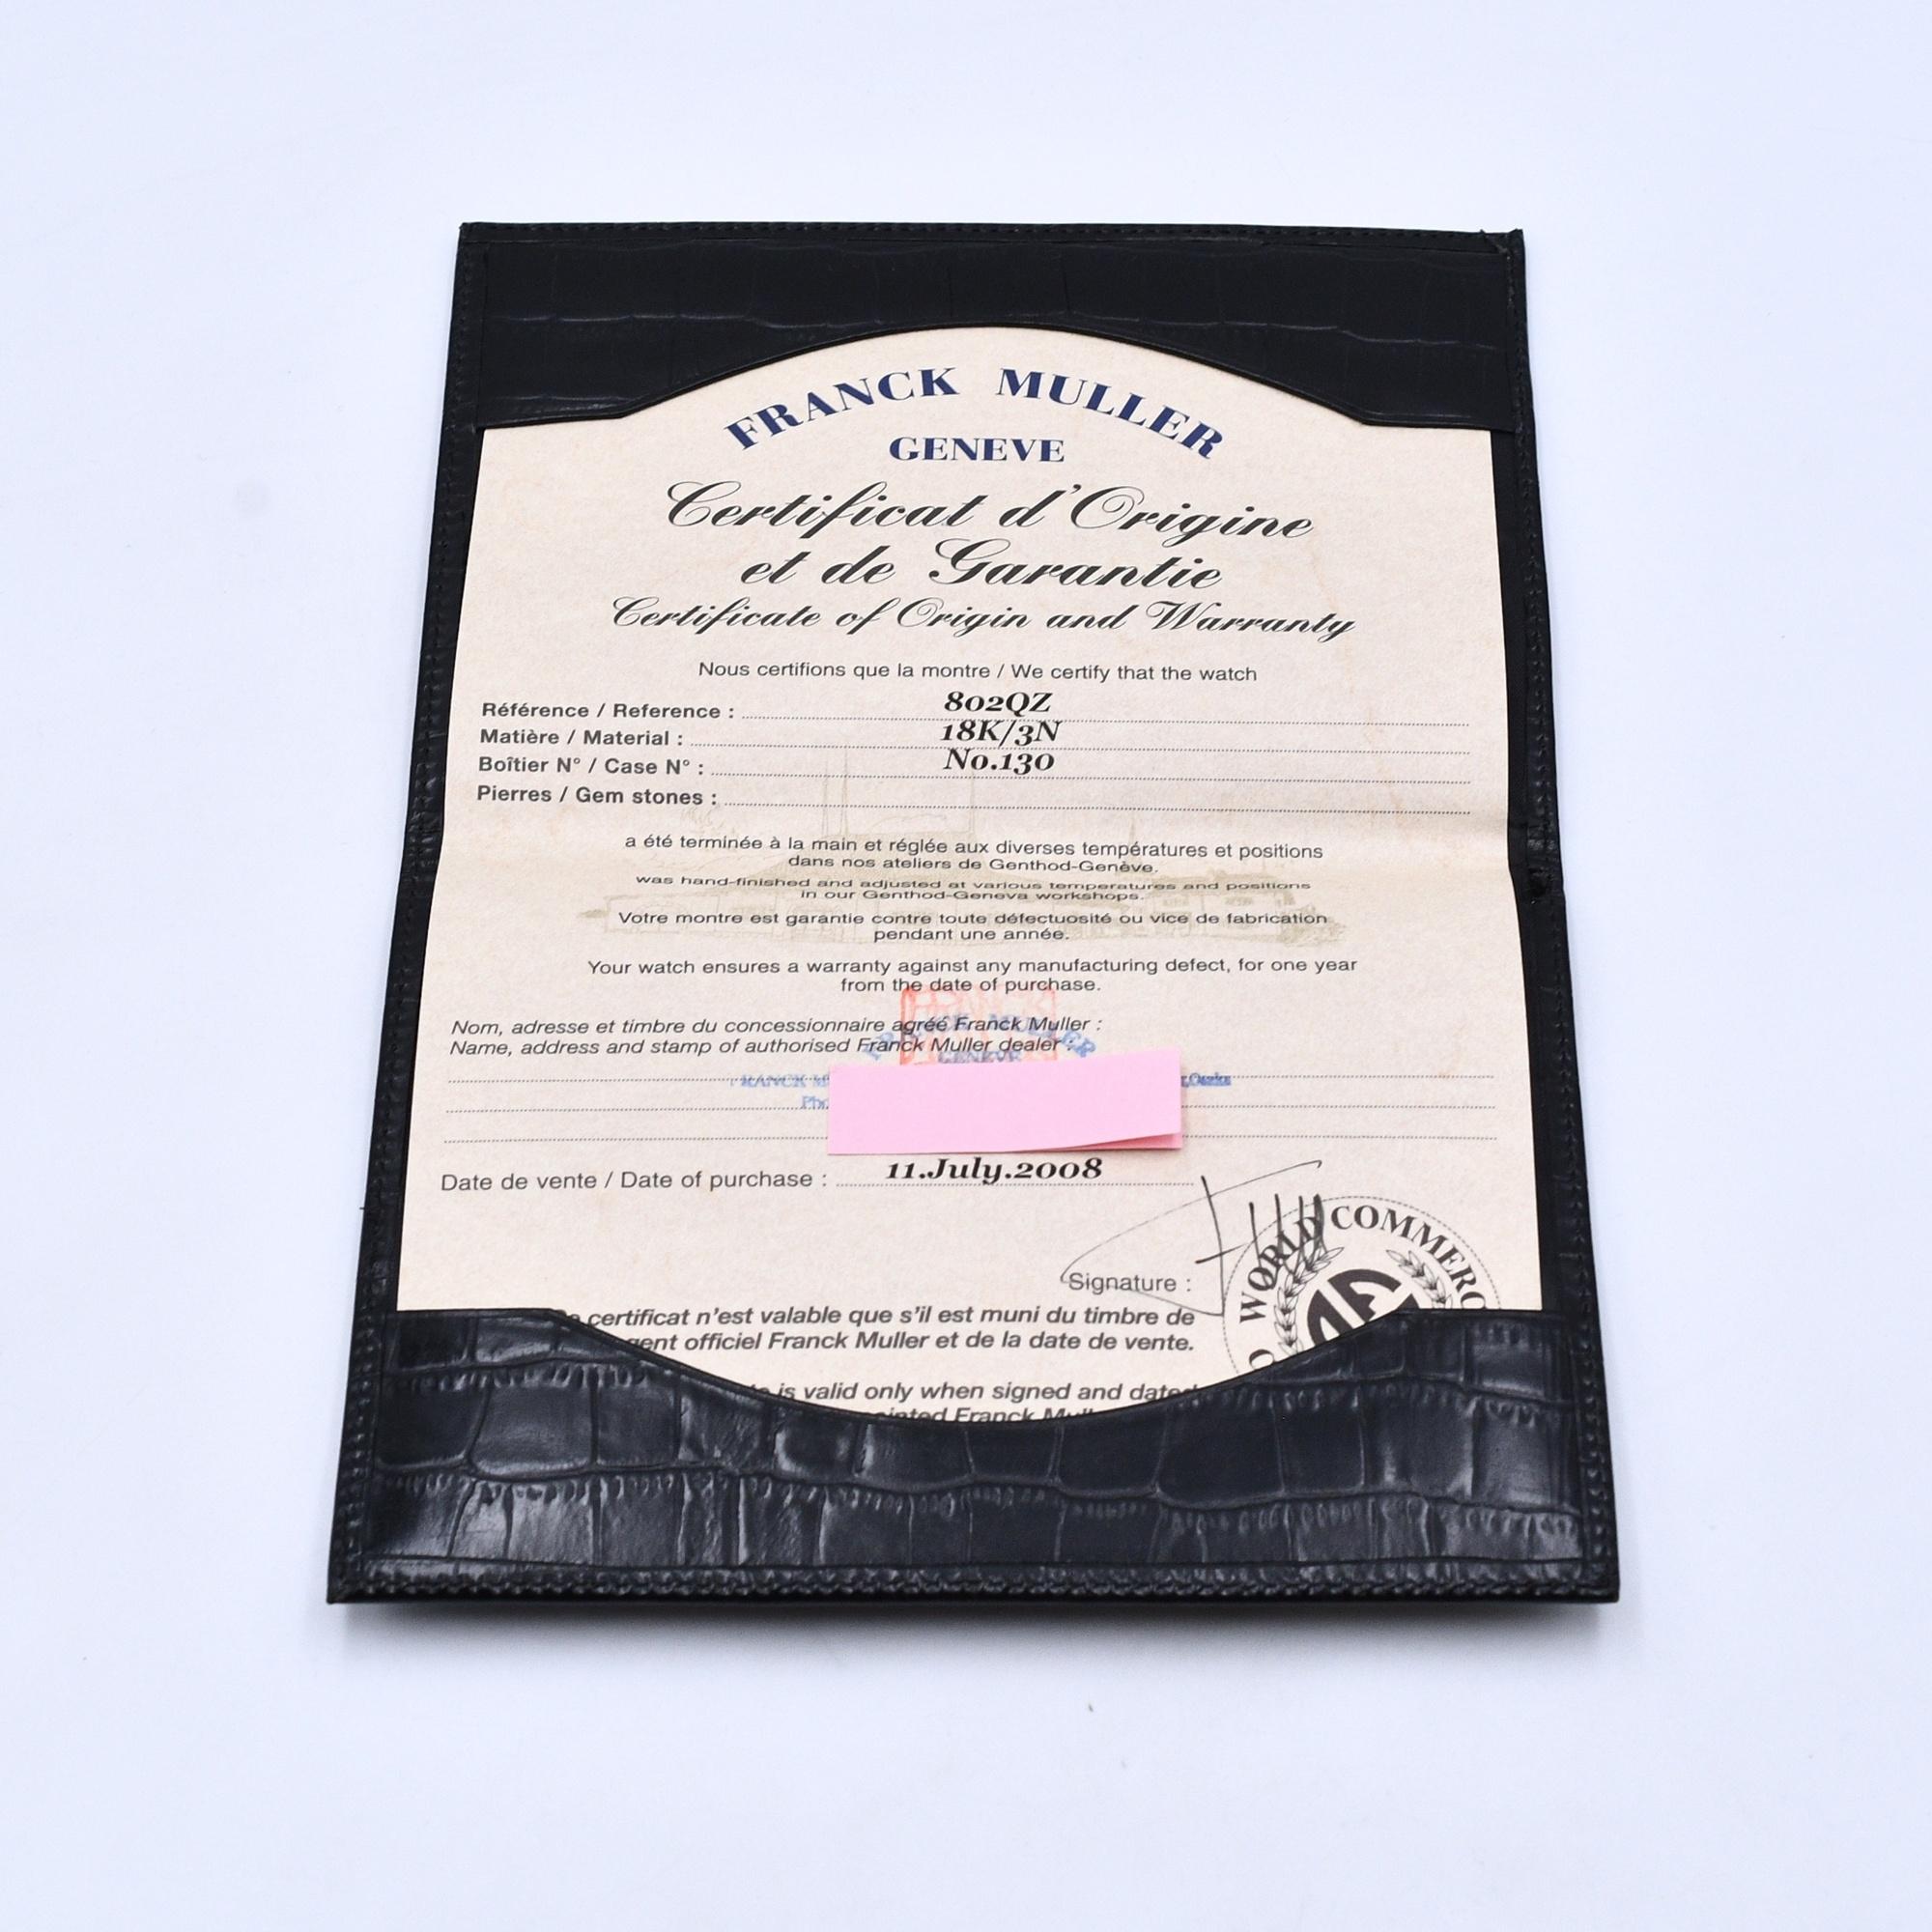 FRANCK MULLER
GENEVE
Certificat d'Origine
et de Garantie
Certificate of Origin and Warranty
Nous certifions que la montre / We certify that the watch
Référence / Reference : 802QZ
Matière / Material : 18K/3N
Boîtier N° / Case N° : No.130
Pierres / Gem stones :
a été terminée à la main et réglée aux diverses températures et positions
dans nos ateliers de Genthod-Genève.
was hand-finished and adjusted at various temperatures and positions
in our Genthod-Geneva workshops.
Votre montre est garantie contre toute défectuosité ou vice de fabrication
pendant une année.
Your watch ensures a warranty against any manufacturing defect, for one year
from the date of purchase.
Nom, adresse et timbre du concessionnaire agréé Franck Muller :
Name, address and stamp of authorised Franck Muller dealer :
FRANCK MULLER
GENEVE
Osaka
Date de vente / Date of purchase : 11.July.2008
Signature :
WORLD COMMERC
certificat n'est valable que s'il est muni du timbre de
officiel Franck Muller et de la date de vente.
is valid only when signed and dated
Franck